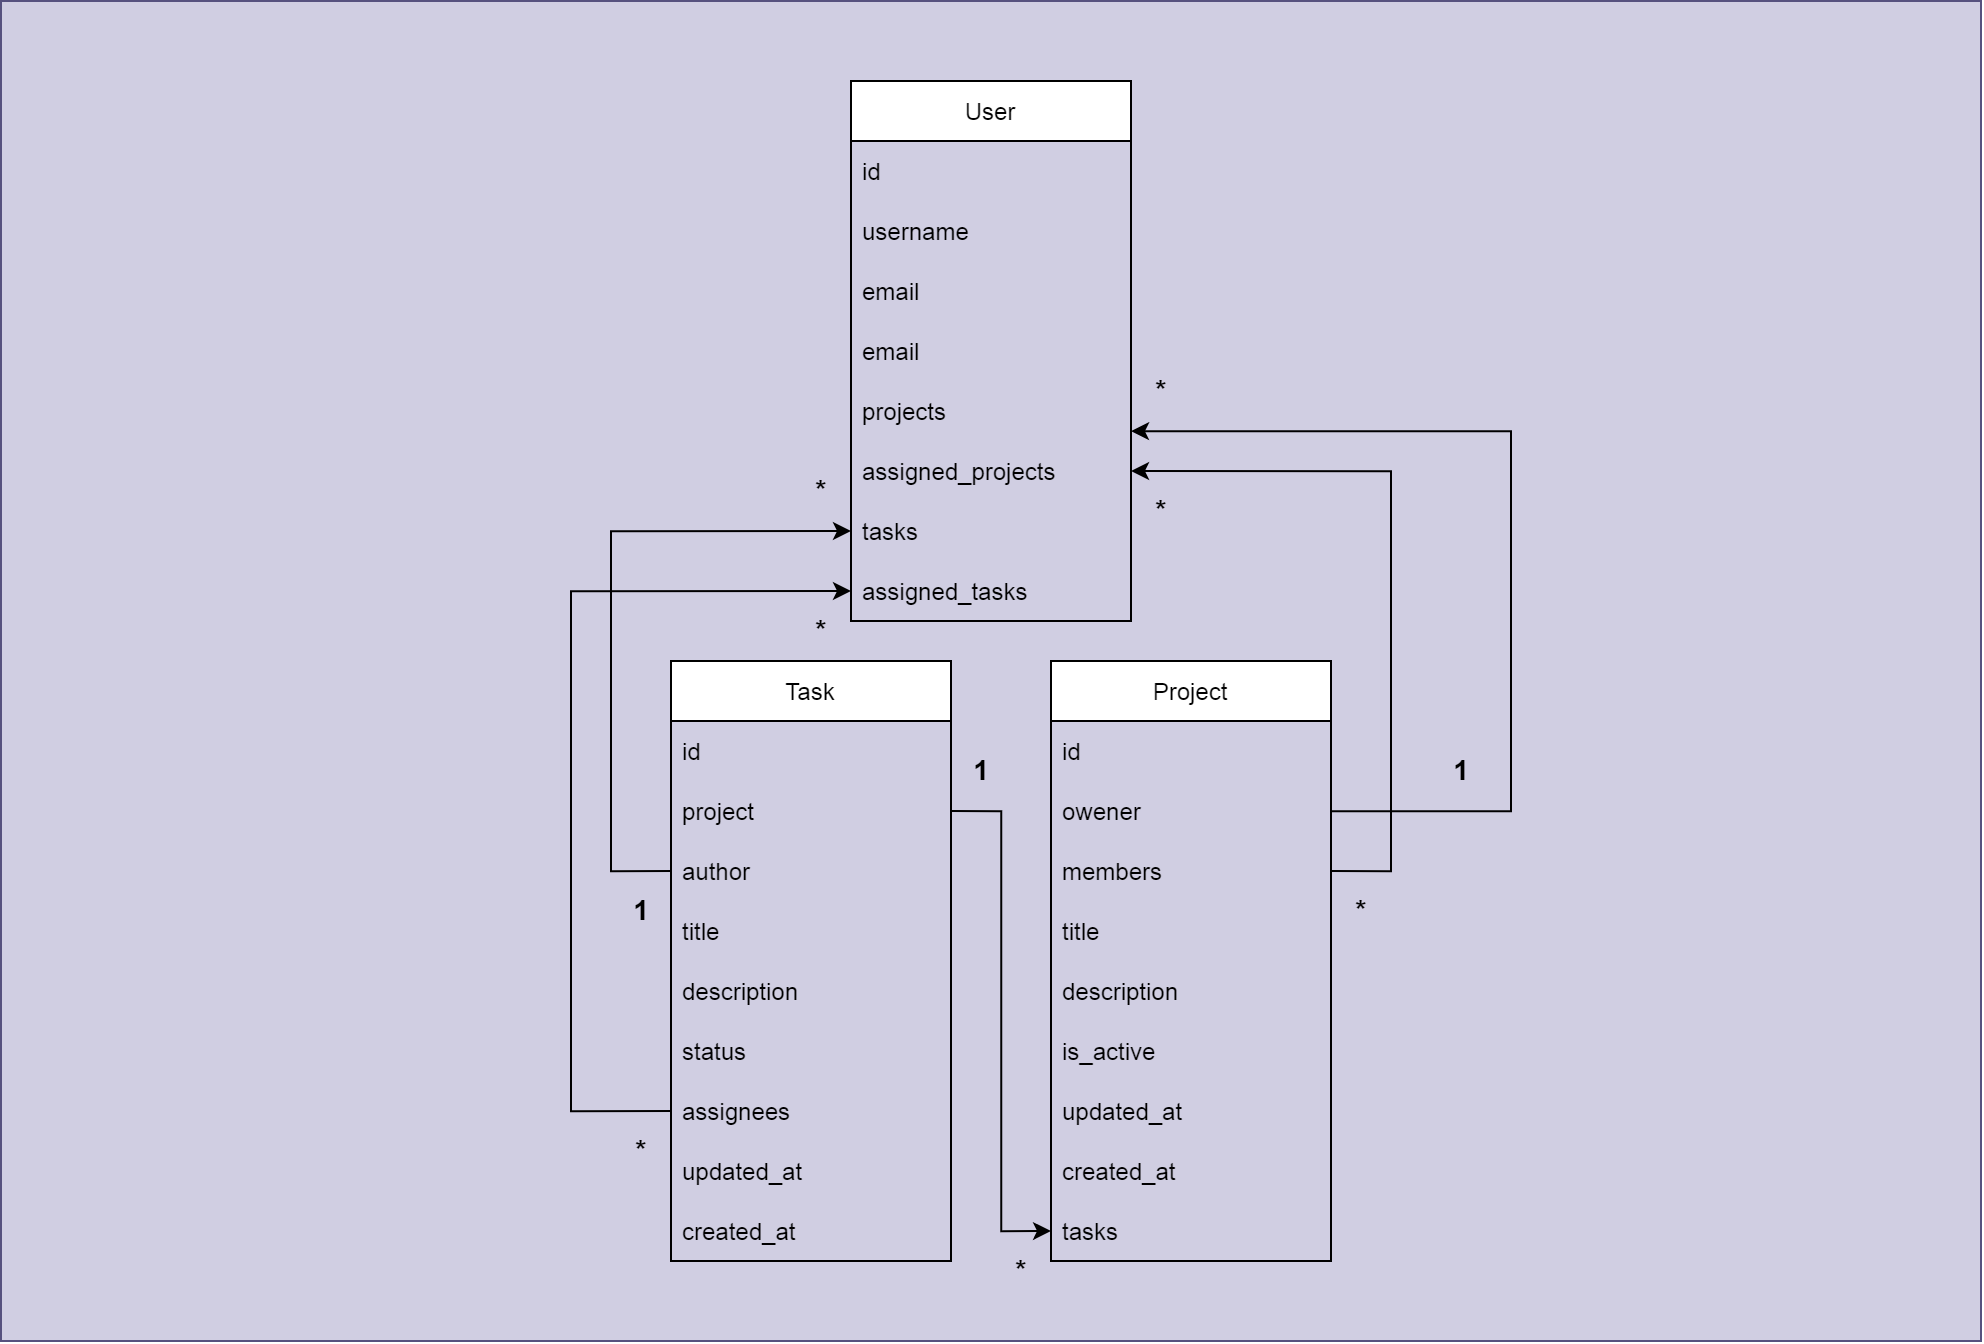 User
id
username
email
email
*
projects
assigned_projects
*
*
tasks
assigned_tasks
*
Task
id
1
project
author
1
title
description
status
assignees
*
updated_at
created_at
*
Project
id
1
owener
members
*
title
description
is_active
updated_at
created_at
tasks